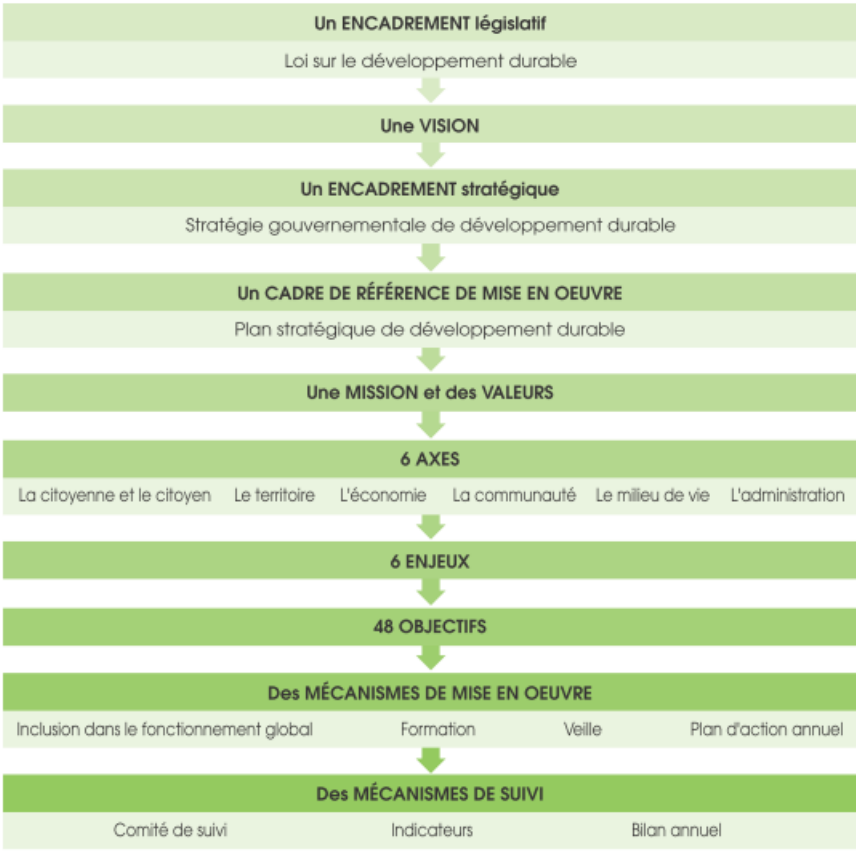 Un ENCADREMENT législatif
Loi sur le développement durable
Une VISION
Un ENCADREMENT stratégique
Stratégie gouvernementale de développement durable
Un CADRE DE RÉFÉRENCE DE MISE EN OEUVRE
Plan stratégique de développement durable
Une MISSION et des VALEURS
6 AXES
La citoyenne et le citoyen Le territoire L'économie La communauté Le milieu de vie L'administration
6 ENJEUX
48 OBJECTIFS
Des MÉCANISMES DE MISE EN OEUVRE
Inclusion dans le fonctionnement global Formation Veille Plan d'action annuel
Des MÉCANISMES DE SUIVI
Comité de suivi Indicateurs Bilan annuel